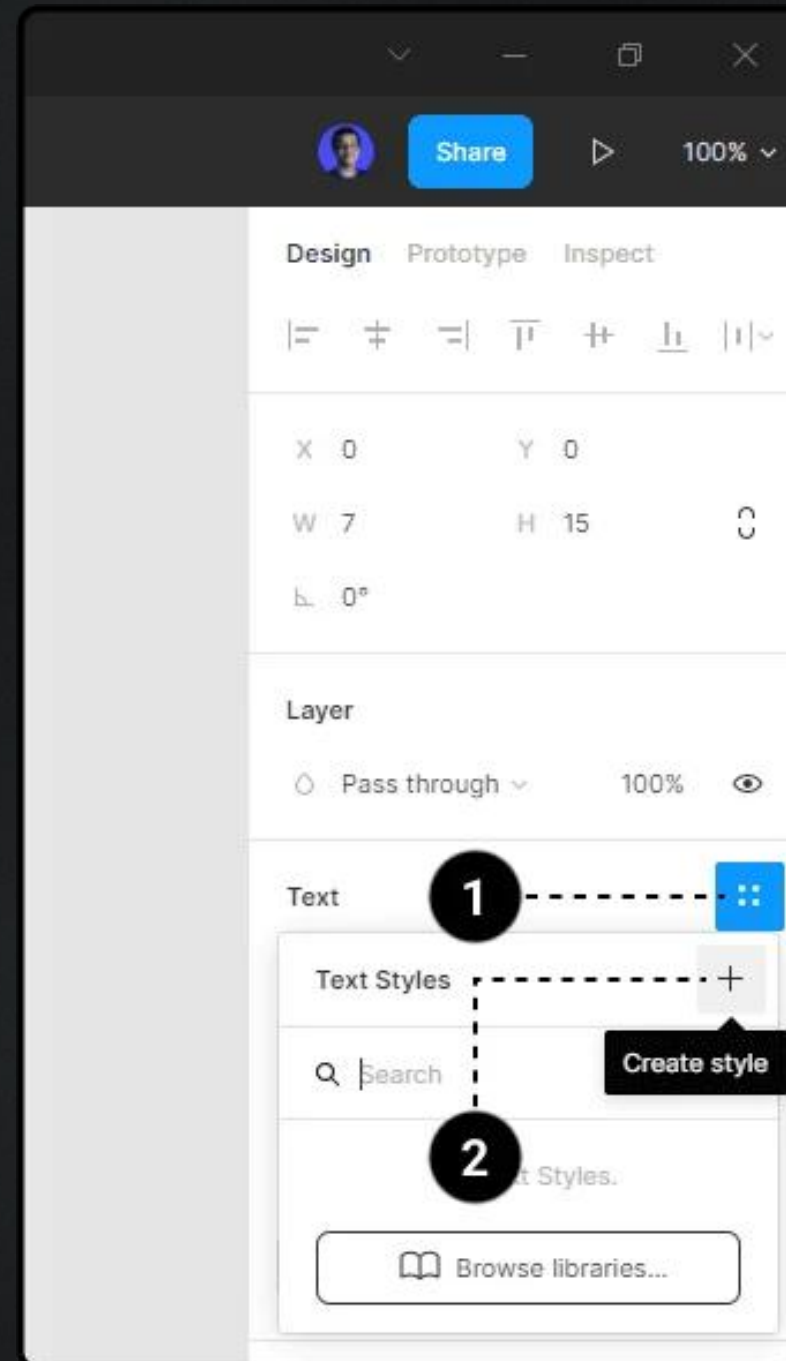 Share 100%
Design Prototype Inspect
X 0 Y 0
W 7 H 15
0°
Layer
Pass through 100%
Text 1
Text Styles
Create style
Search
2
Styles.
Browse libraries...